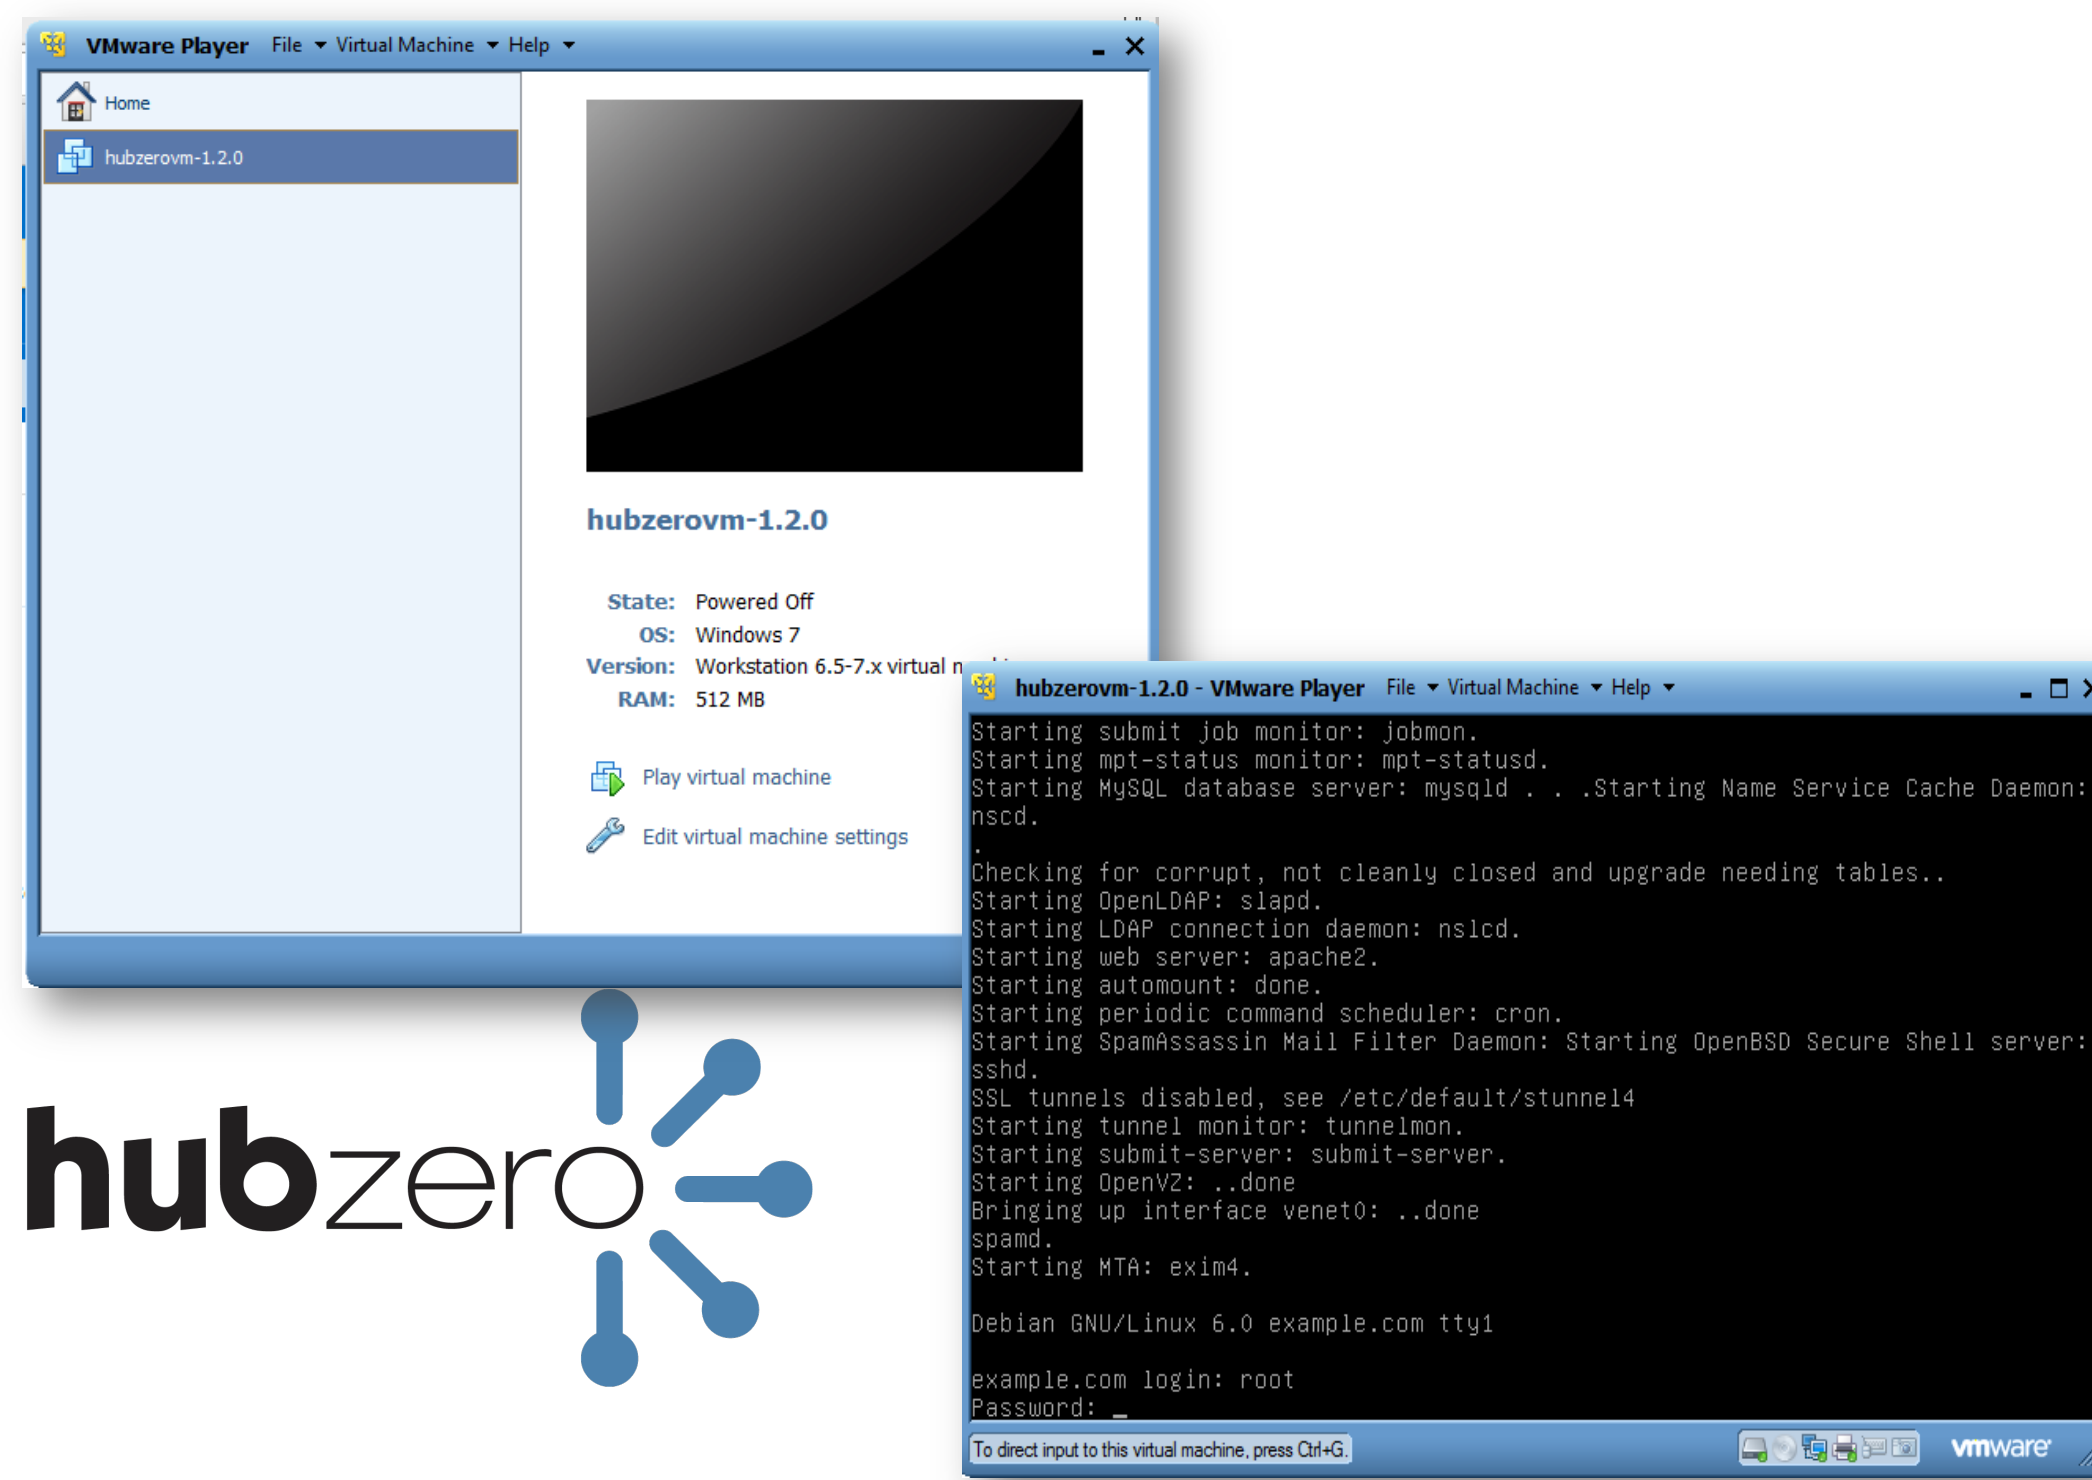 VMware Player File Virtual Machine Help
Home
hubzerovm-1.2.0
hubzerovm-1.2.0
State: Powered Off
OS: Windows 7
Version: Workstation 6.5-7.x virtual
RAM: 512 MB
Play virtual machine
Edit virtual machine settings
hubzero
hubzerovm-1.2.0 - VMware Player File Virtual Machine Help
Starting submit job monitor: jobmon.
Starting mpt-status monitor: mpt-statusd.
Starting MySQL database server: mysqld . . .Starting Name Service Cache Daemon:
nscd.
.
Checking for corrupt, not cleanly closed and upgrade needing tables..
Starting OpenLDAP: slapd.
Starting LDAP connection daemon: nslcd.
Starting web server: apache2.
Starting automount: done.
Starting periodic command scheduler: cron.
Starting SpamAssassin Mail Filter Daemon: Starting OpenBSD Secure Shell server:
sshd.
SSL tunnels disabled, see /etc/default/stunnel4
Starting tunnel monitor: tunnelmon.
Starting submit-server: submit-server.
Starting OpenVZ: ..done
Bringing up interface venet0: ..done
spamd.
Starting MTA: exim4.
Debian GNU/Linux 6.0 example.com tty1
example.com login: root
Password: _
To direct input to this virtual machine, press Ctrl+G.
vmware